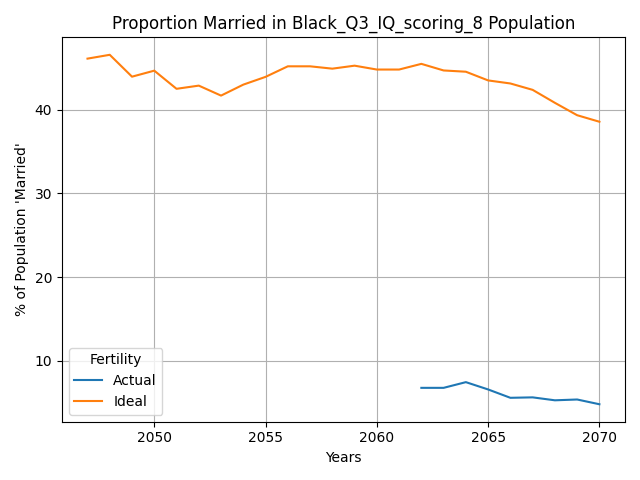 Proportion Married in Black_Q3_IQ_scoring_8 Population
% of Population 'Married'
40
30
20
10
Fertility
Actual
Ideal
2050
2055
2060
2065
2070
Years